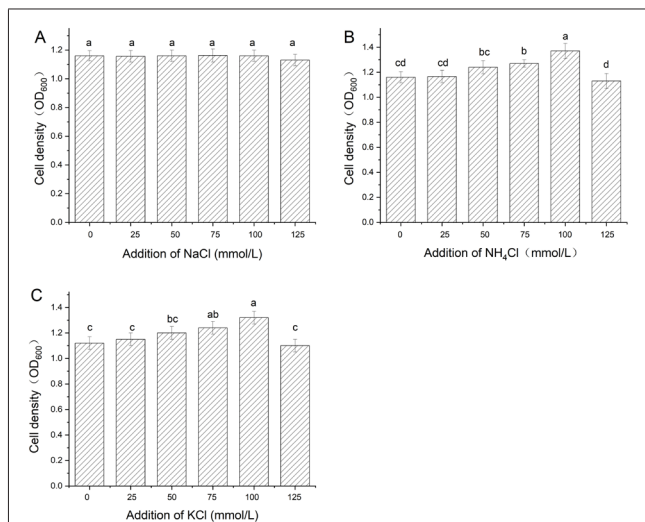 A
a a a a a a
1.2
1.0
0.8
0.6
0.4
0.2
0.0
Cell density（OD600）
0 25 50 75 100 125
Addition of NaCl (mmol/L)
B
cd cd bc b a d
1.4
1.2
1.0
0.8
0.6
0.4
0.2
0.0
Cell density（OD600）
0 25 50 75 100 125
Addition of NH4Cl（mmol/L）
C
c c bc ab a c
1.6
1.4
1.2
1.0
0.8
0.6
0.4
0.2
0.0
Cell density（OD600）
0 25 50 75 100 125
Addition of KCl (mmol/L)